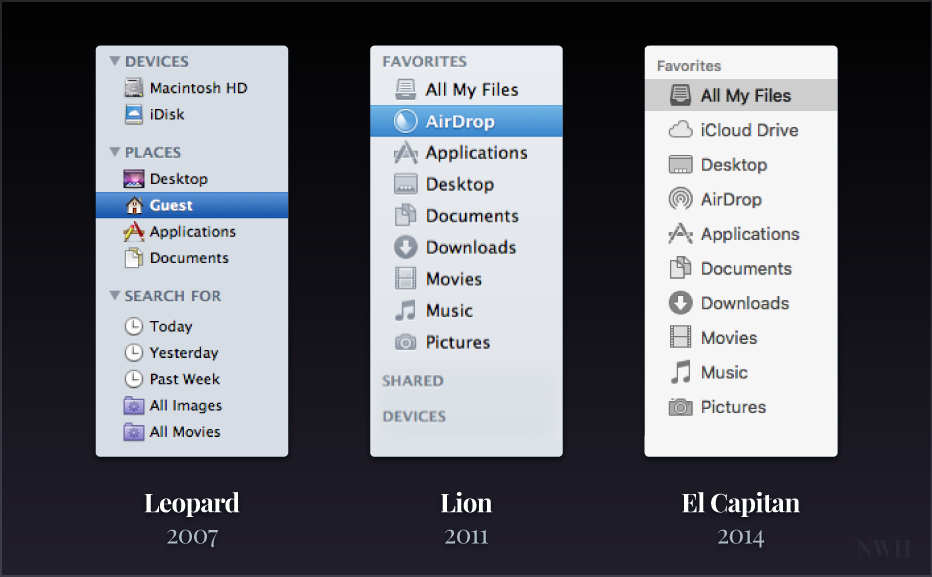 DEVICES
Macintosh HD
iDisk
PLACES
Desktop
Guest
Applications
Documents
SEARCH FOR
Today
Yesterday
Past Week
All Images
All Movies
Leopard
2007
FAVORITES
All My Files
AirDrop
Applications
Desktop
Documents
Downloads
Movies
Music
Pictures
SHARED
DEVICES
Lion
2011
Favorites
All My Files
iCloud Drive
Desktop
AirDrop
Applications
Documents
Downloads
Movies
Music
Pictures
El Capitan
2014
NWH